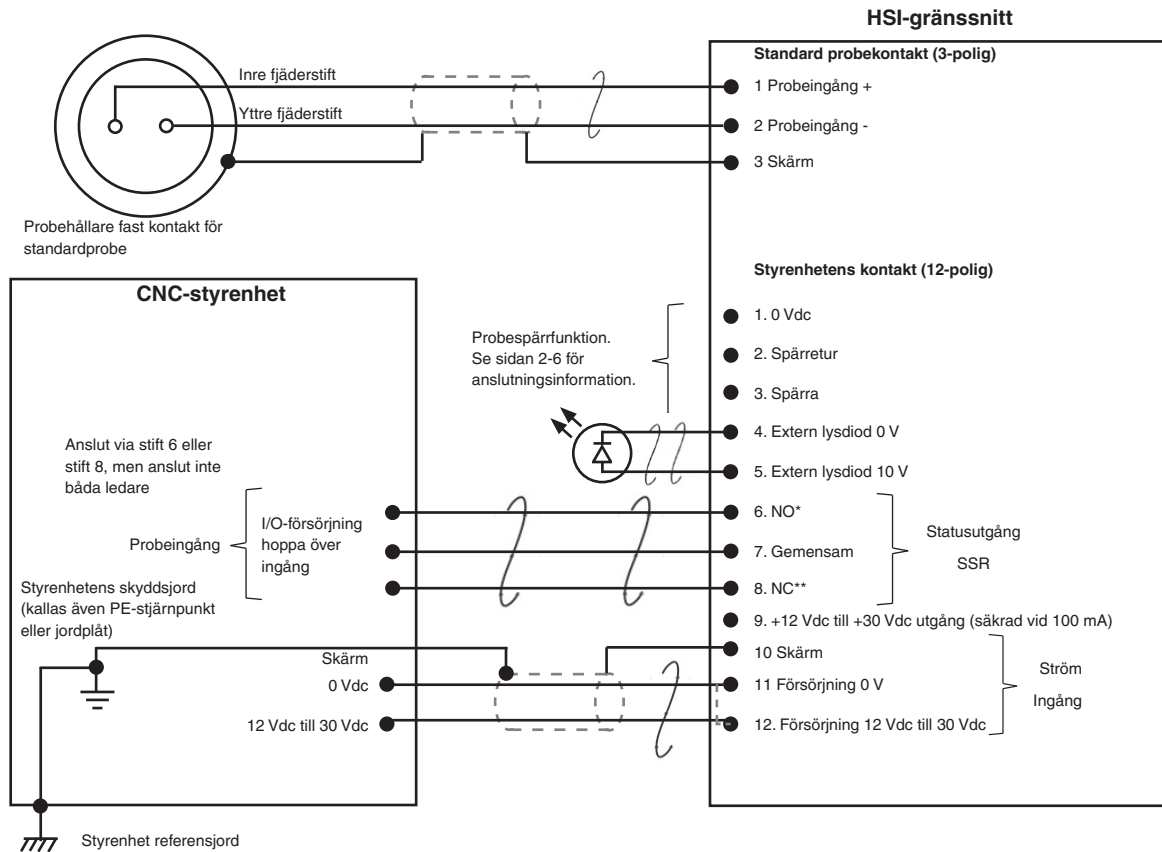 HSI-gränssnitt
Standard probekontakt (3-polig)
Inre fjäderstift
1 Probeingång +
Yttre fjäderstift
2 Probeingång -
3 Skärm
Probehållare fast kontakt för
standardprobe
Styrenhetens kontakt (12-polig)
CNC-styrenhet
1. 0 Vdc
Probespärrfunktion.
Se sidan 2-6 för
anslutningsinformation.
2. Spärretur
3. Spärra
4. Extern lysdiod 0 V
5. Extern lysdiod 10 V
Anslut via stift 6 eller
stift 8, men anslut inte
båda ledare
Probeingång
I/O-försörjning
hoppa över
ingång
6. NO*
7. Gemensam
8. NC**
Statusutgång
SSR
Styrenhetens skyddsjord
(kallas även PE-stjärnpunkt
eller jordplåt)
9. +12 Vdc till +30 Vdc utgång (säkrad vid 100 mA)
Skärm
10 Skärm
0 Vdc
11 Försörjning 0 V
12 Vdc till 30 Vdc
12. Försörjning 12 Vdc till 30 Vdc
Ström
Ingång
Styrenhet referensjord